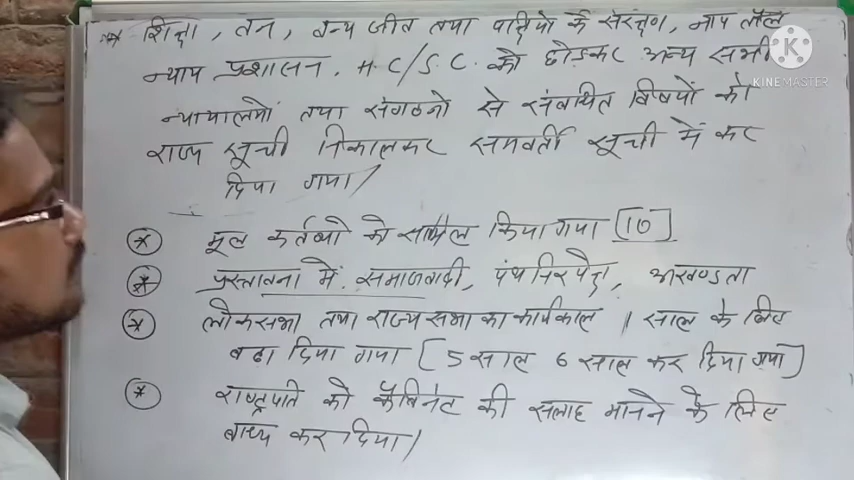 शिक्षा, वन, वन्य जीव तथा पक्षियों के संरक्षण, नाप तौल
न्याय प्रशासन, H.C/S.C. को छोडकर अन्य सभी
न्यायालयों तथा संगठनो से संबंधित विषयों को
राज्य सूची निकालकर समवर्ती सूची में कर
दिया गया/
मूल कर्तव्यो को सामिल किया गया [10]
प्रस्तावना में समाजवादी, पंथनिरपेक्ष, अखण्डता
लोकसभा तथा राज्यसभा का कार्यकाल 1 साल के लिए
बढा दिया गया [5 साल 6 साल कर दिया गया]
राष्ट्रपति को कैबिनेट की सलाह मानने के लिए
बाध्य कर दिया/
KINEMASTER